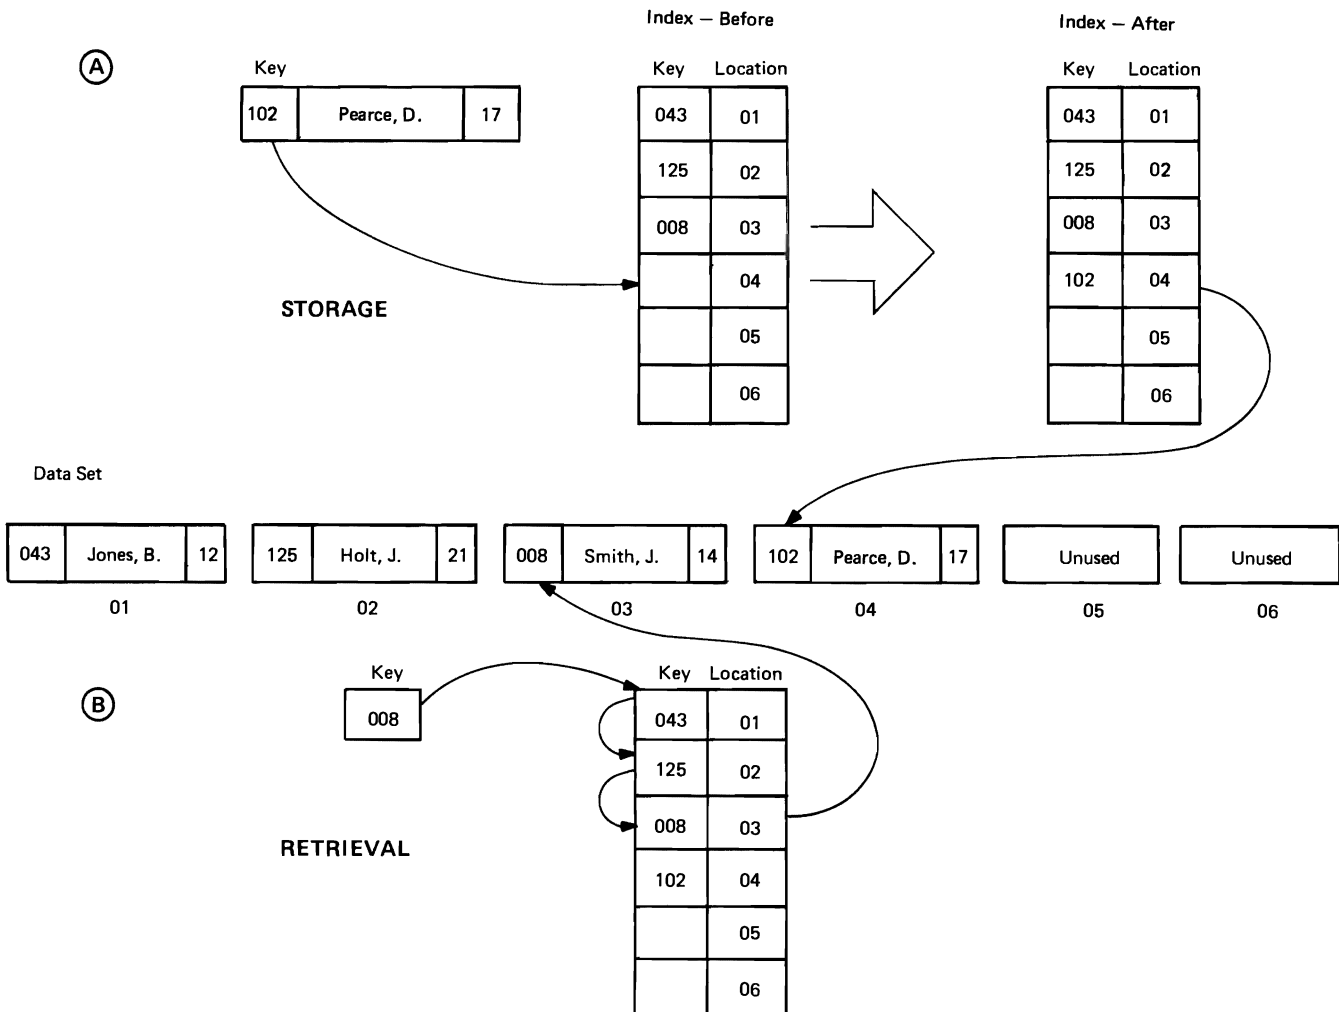 Index — Before
Index — After
A
Key
Key Location
Key Location
102 Pearce, D. 17
043 01
125 02
008 03
04
05
06
043 01
125 02
008 03
102 04
05
06
STORAGE
Data Set
043 Jones, B. 12
125 Holt, J. 21
008 Smith, J. 14
102 Pearce, D. 17
Unused
Unused
01
02
03
04
05
06
B
Key
008
Key Location
043 01
125 02
008 03
102 04
05
06
RETRIEVAL